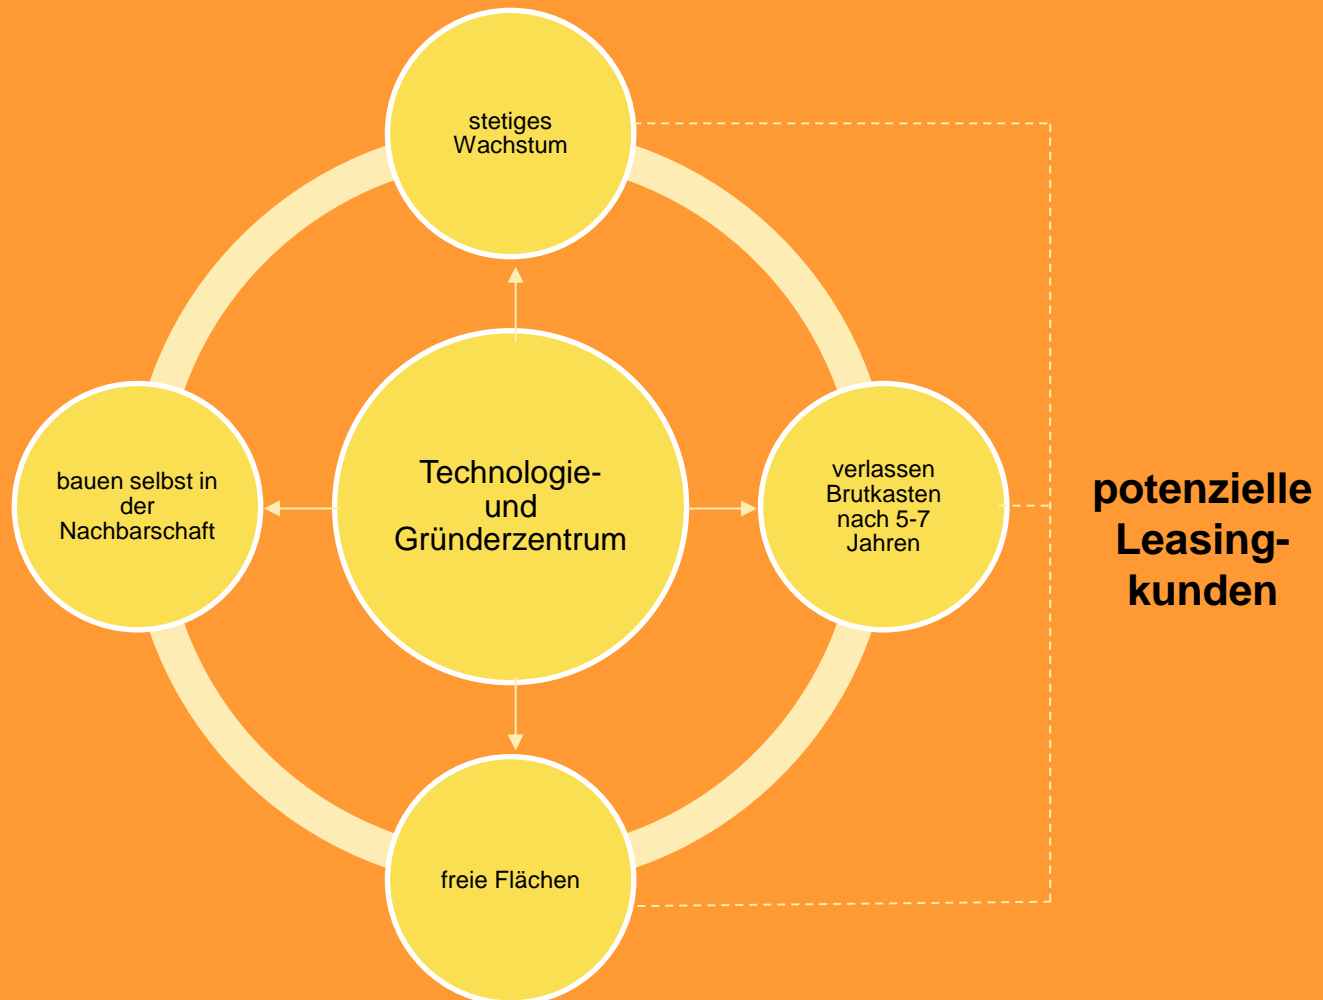 stetiges
Wachstum
bauen selbst in
der
Nachbarschaft
Technologie-
und
Gründerzentrum
verlassen
Brutkasten
nach 5-7
Jahren
potenzielle
Leasing-
kunden
freie Flächen